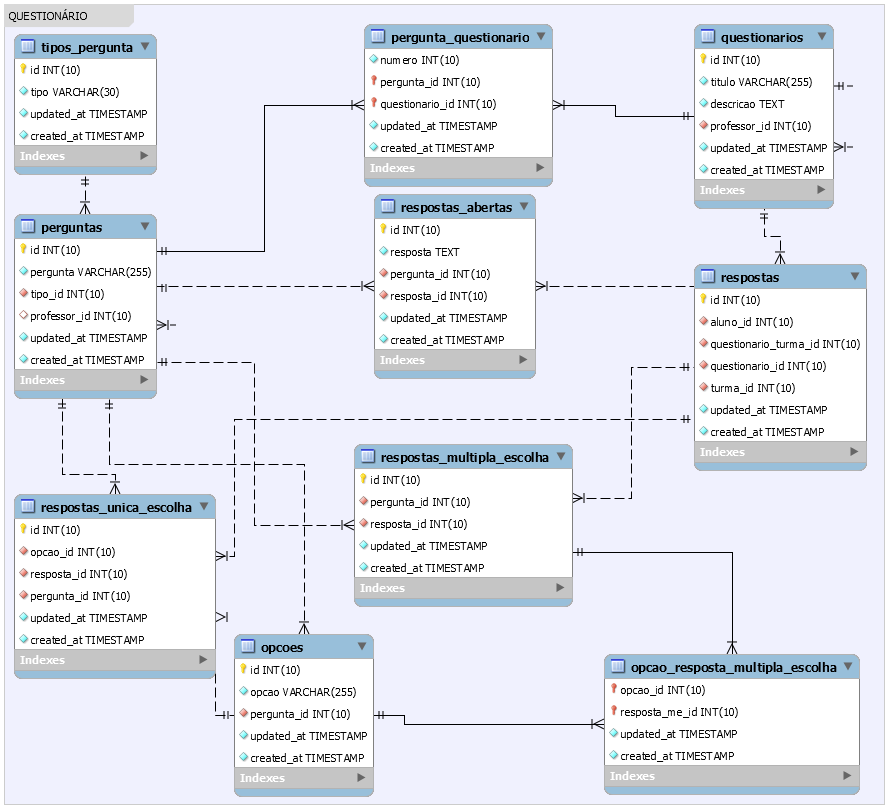 QUESTIONÁRIO
tipos_pergunta
id INT(10)
tipo VARCHAR(30)
updated_at TIMESTAMP
created_at TIMESTAMP
Indexes
pergunta_questionario
numero INT(10)
pergunta_id INT(10)
questionario_id INT(10)
updated_at TIMESTAMP
created_at TIMESTAMP
Indexes
questionarios
id INT(10)
titulo VARCHAR(255)
descricao TEXT
professor_id INT(10)
updated_at TIMESTAMP
created_at TIMESTAMP
Indexes
perguntas
id INT(10)
pergunta VARCHAR(255)
tipo_id INT(10)
professor_id INT(10)
updated_at TIMESTAMP
created_at TIMESTAMP
Indexes
respostas_abertas
id INT(10)
resposta TEXT
pergunta_id INT(10)
resposta_id INT(10)
updated_at TIMESTAMP
created_at TIMESTAMP
Indexes
respostas
id INT(10)
aluno_id INT(10)
questionario_turma_id INT(10)
questionario_id INT(10)
turma_id INT(10)
updated_at TIMESTAMP
created_at TIMESTAMP
Indexes
respostas_multipla_escolha
id INT(10)
pergunta_id INT(10)
resposta_id INT(10)
updated_at TIMESTAMP
created_at TIMESTAMP
Indexes
respostas_unica_escolha
id INT(10)
opcao_id INT(10)
resposta_id INT(10)
pergunta_id INT(10)
updated_at TIMESTAMP
created_at TIMESTAMP
Indexes
opcoes
id INT(10)
opcao VARCHAR(255)
pergunta_id INT(10)
updated_at TIMESTAMP
created_at TIMESTAMP
Indexes
opcao_resposta_multipla_escolha
opcao_id INT(10)
resposta_me_id INT(10)
updated_at TIMESTAMP
created_at TIMESTAMP
Indexes